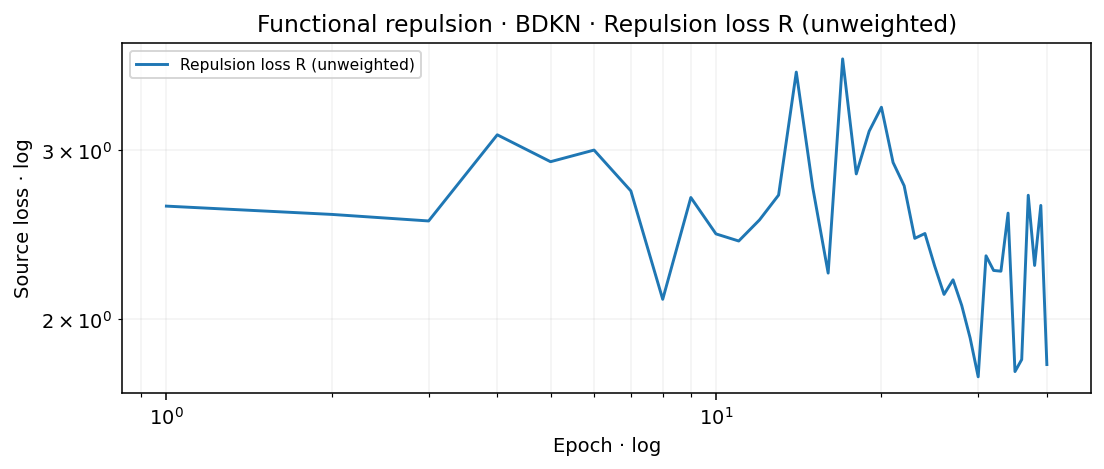 Functional repulsion · BDKN · Repulsion loss R (unweighted)
Repulsion loss R (unweighted)
Source loss · log
3 × 10⁰
2 × 10⁰
10⁰
10¹
Epoch · log